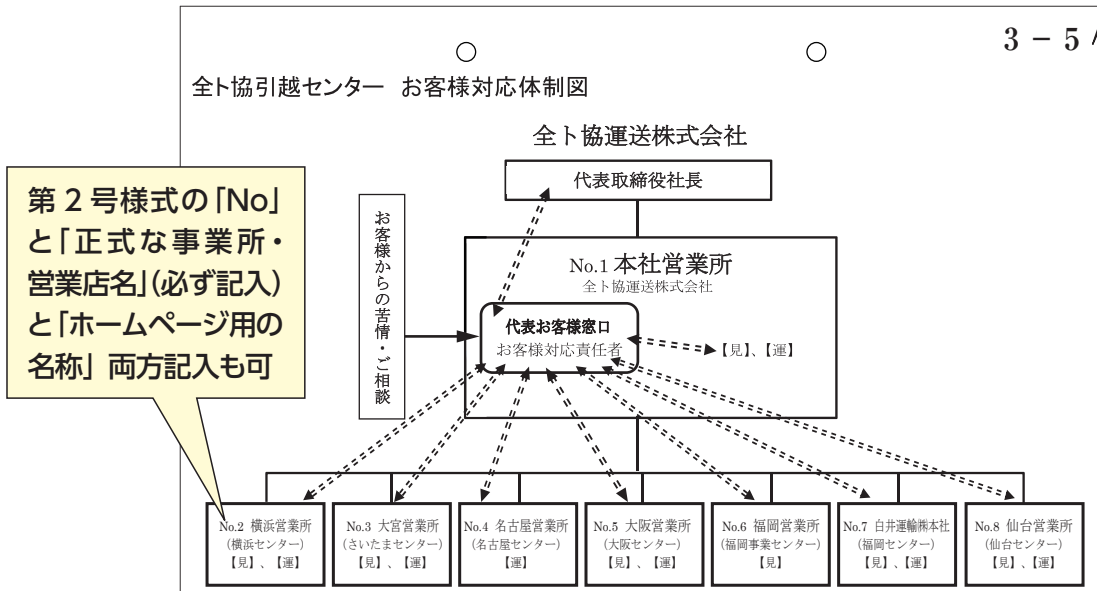 3－5
全ト協引越センター　お客様対応体制図
全ト協運送株式会社
代表取締役社長
第2号様式の「No」
と「正式な事業所・
営業店名」（必ず記入）
と「ホームページ用の
名称」両方記入も可
お客様からの苦情・ご相談
No.1 本社営業所
全ト協運送株式会社
代表お客様窓口
お客様対応責任者
【見】、【運】
No.2 横浜営業所
（横浜センター）
【見】、【運】
No.3 大宮営業所
（さいたまセンター）
【見】、【運】
No.4 名古屋営業所
（名古屋センター）
【運】
No.5 大阪営業所
（大阪センター）
【見】、【運】
No.6 福岡営業所
（福岡事業センター）
【見】
No.7 白井運輸㈱本社
（福岡センター）
【見】、【運】
No.8 仙台営業所
（仙台センター）
【見】、【運】